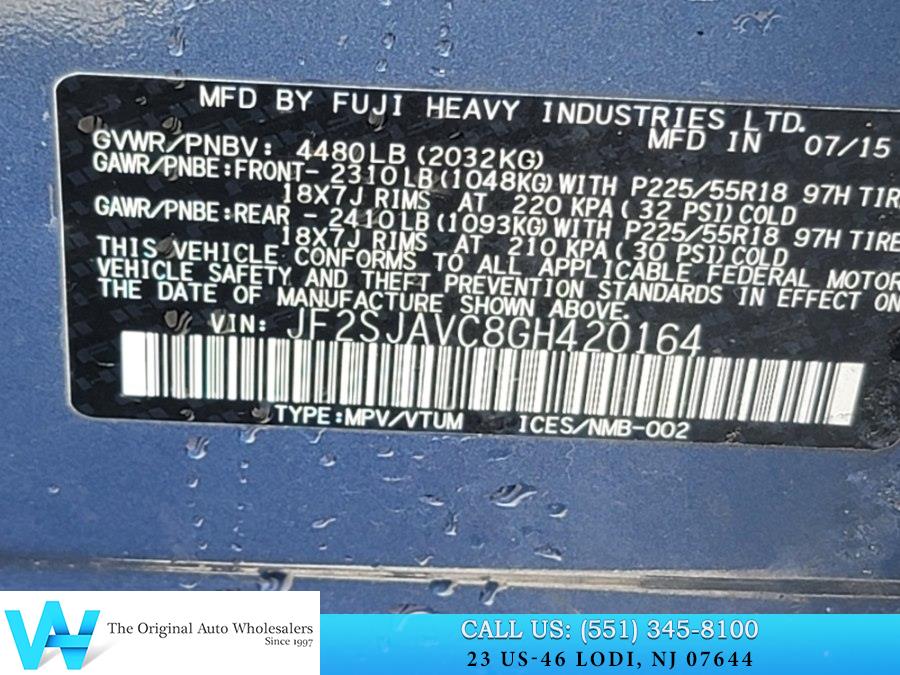 MFD BY FUJI HEAVY INDUSTRIES LTD.
MFD IN 07/15
GVWR/PNBV: 4480LB (2032KG)
GAWR/PNBE:FRONT- 2310LB(1048KG)WITH P225/55R18 97H TIRE
18X7J RIMS AT 220 KPA( 32 PSI)COLD
GAWR/PNBE:REAR - 2410LB(1093KG)WITH P225/55R18 97H TIRE
18X7J RIMS AT 210 KPA( 30 PSI)COLD
THIS VEHICLE CONFORMS TO ALL APPLICABLE FEDERAL MOTOR
VEHICLE SAFETY AND THEFT PREVENTION STANDARDS IN EFFECT ON
THE DATE OF MANUFACTURE SHOWN ABOVE.
VIN: JF2SJAVC8GH420164
TYPE:MPV/VTUM ICES/NMB-002
The Original Auto Wholesalers
Since 1997
CALL US: (551) 345-8100
23 US-46 LODI, NJ 07644